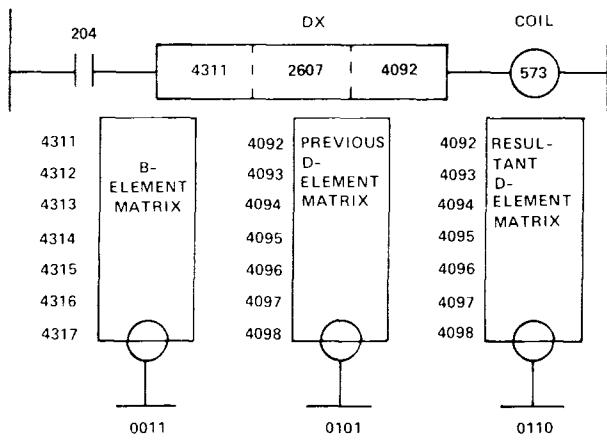 DX COIL
204
4311 2607 4092 573
4311 4092 PREVIOUS 4092 RESUL-
4312 B- 4093 D- 4093 TANT
4313 ELEMENT 4094 ELEMENT 4094 D-
MATRIX MATRIX ELEMENT
4314 4095 4095 MATRIX
4315 4096 4096
4316 4097 4097
4317 4098 4098
0011 0101 0110